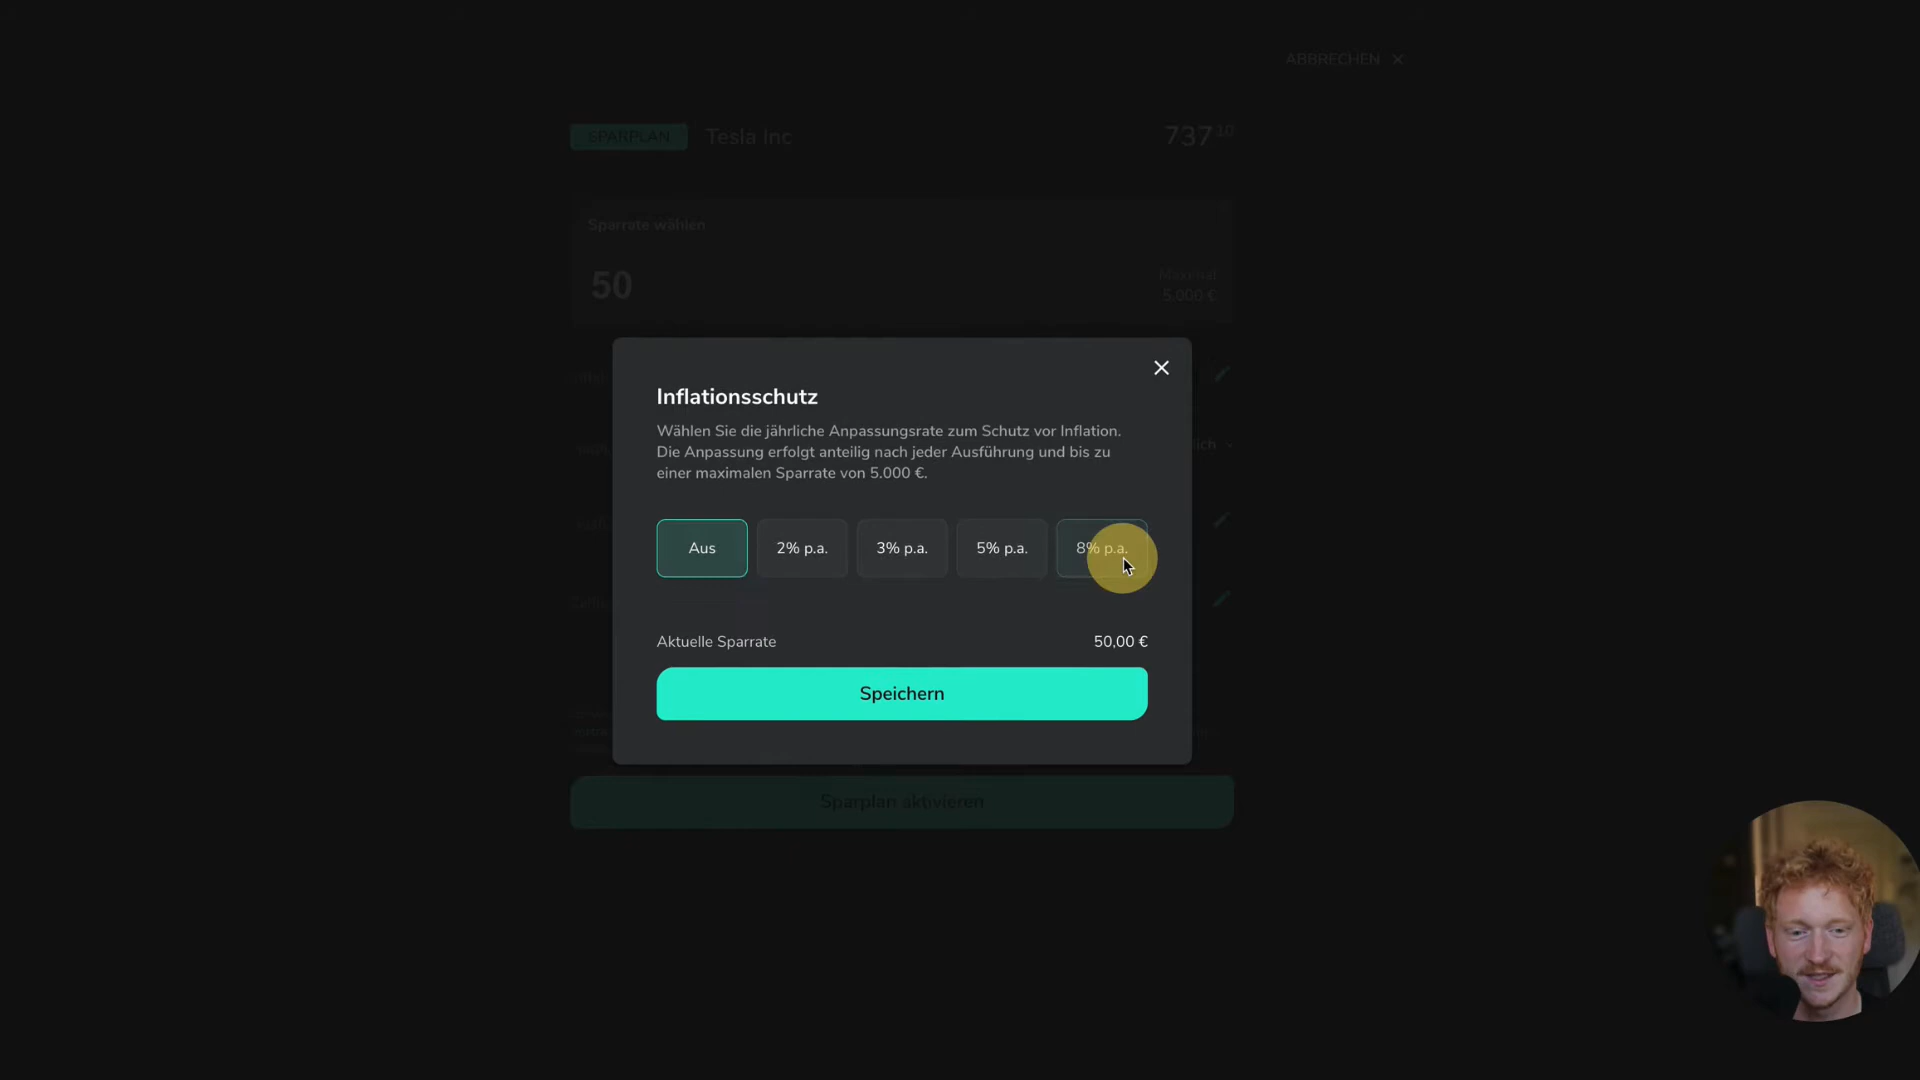 ABBRECHEN
SPARPLAN Tesla Inc 737 10
Sparrate wählen
50
Maximal
5.000 €
Inflationsschutz
Wählen Sie die jährliche Anpassungsrate zum Schutz vor Inflation.
Die Anpassung erfolgt anteilig nach jeder Ausführung und bis zu
einer maximalen Sparrate von 5.000 €.
Aus 2% p.a. 3% p.a. 5% p.a. 8% p.a.
Aktuelle Sparrate 50,00 €
Speichern
Sparplan aktivieren